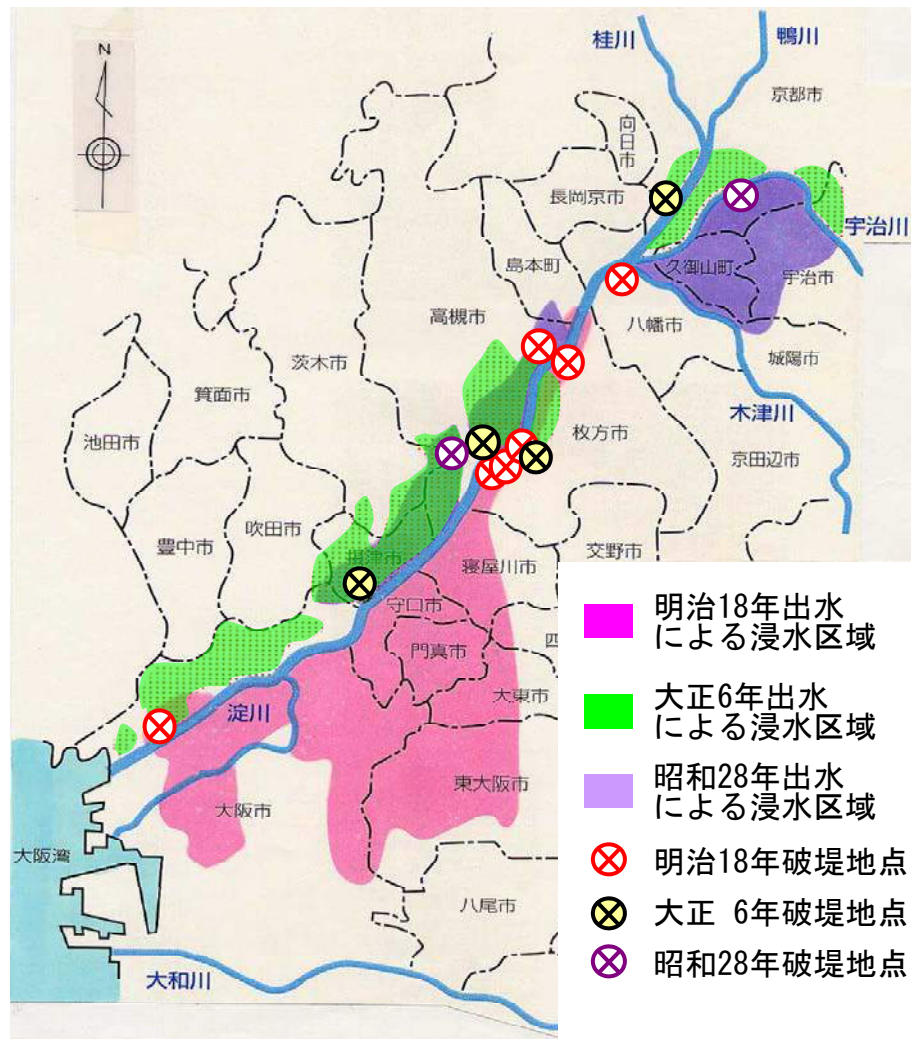 N
桂川
鴨川
京都市
向日市
長岡京市
宇治川
島本町
久御山町
宇治市
高槻市
八幡市
茨木市
城陽市
箕面市
木津川
池田市
枚方市
京田辺市
吹田市
豊中市
摂津市
交野市
寝屋川市
守口市
門真市
四
大東市
淀川
東大阪市
大阪市
大阪湾
八尾市
大和川
明治18年出水
による浸水区域
大正6年出水
による浸水区域
昭和28年出水
による浸水区域
明治18年破堤地点
大正 6年破堤地点
昭和28年破堤地点